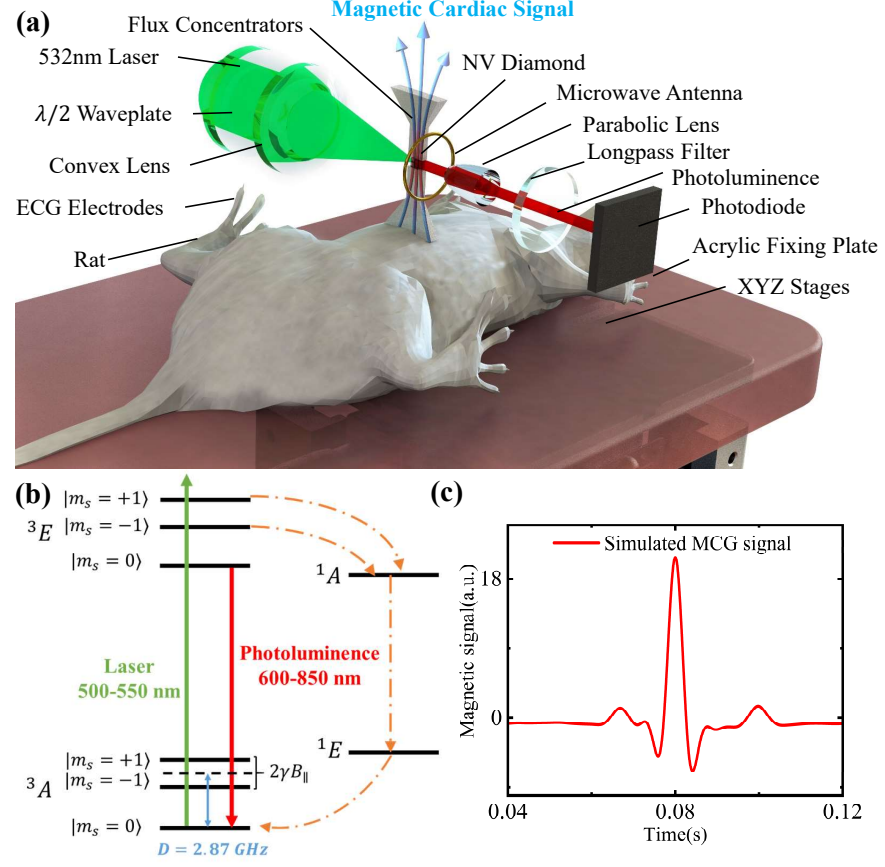 (a)
Magnetic Cardiac Signal
Flux Concentrators
532nm Laser
λ/2 Waveplate
Convex Lens
ECG Electrodes
Rat
NV Diamond
Microwave Antenna
Parabolic Lens
Longpass Filter
Photoluminence
Photodiode
Acrylic Fixing Plate
XYZ Stages
(b)
|m_s = +1⟩
³E |m_s = −1⟩
|m_s = 0⟩
¹A
Laser
500-550 nm
Photoluminence
600-850 nm
¹E
|m_s = +1⟩
2γB_∥
³A |m_s = −1⟩
|m_s = 0⟩
D = 2.87 GHz
(c)
Simulated MCG signal
Magnetic signal(a.u.)
18
0
0.04 0.08 0.12
Time(s)